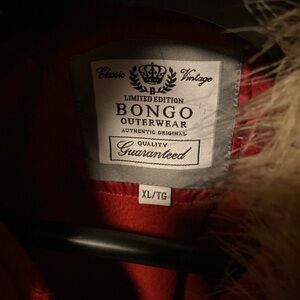 Classic Vintage
B
LIMITED EDITION
BONGO
OUTERWEAR
AUTHENTIC ORIGINAL
QUALITY
Guaranteed
XL/TG